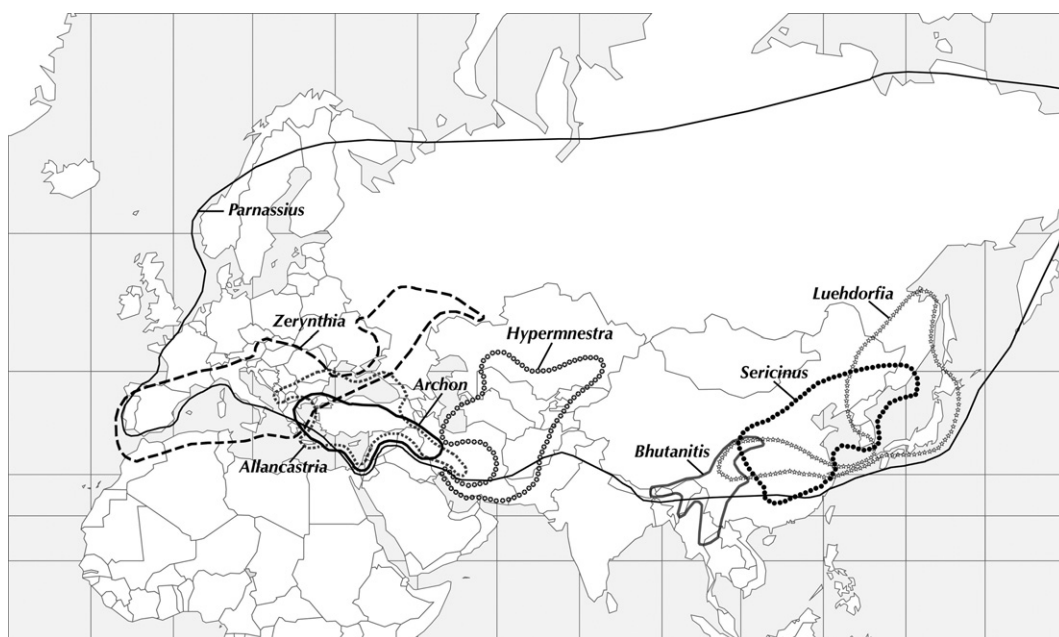 Parnassius
Luehdorfia
Zerynthia
Hypermnestra
Sericinus
Archon
Bhutanitis
Allancastria